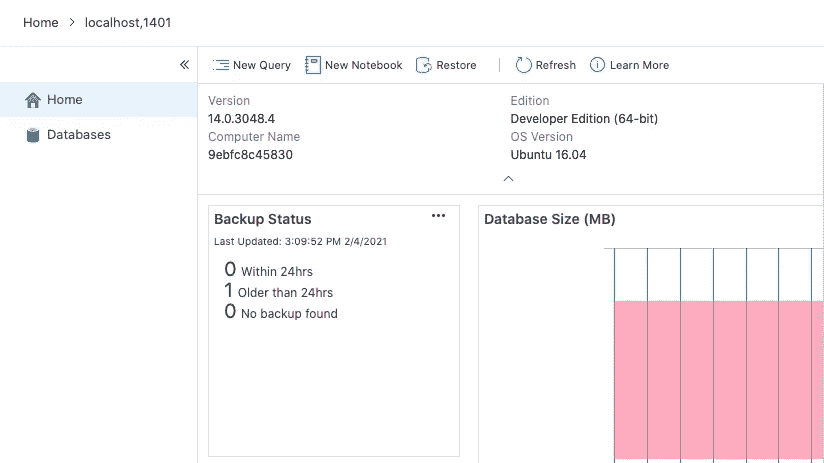 Home > localhost,1401
«
New Query New Notebook Restore | Refresh Learn More
Home
Databases
Version
14.0.3048.4
Computer Name
9ebfc8c45830
Edition
Developer Edition (64-bit)
OS Version
Ubuntu 16.04
Backup Status
Last Updated: 3:09:52 PM 2/4/2021
0 Within 24hrs
1 Older than 24hrs
0 No backup found
Database Size (MB)